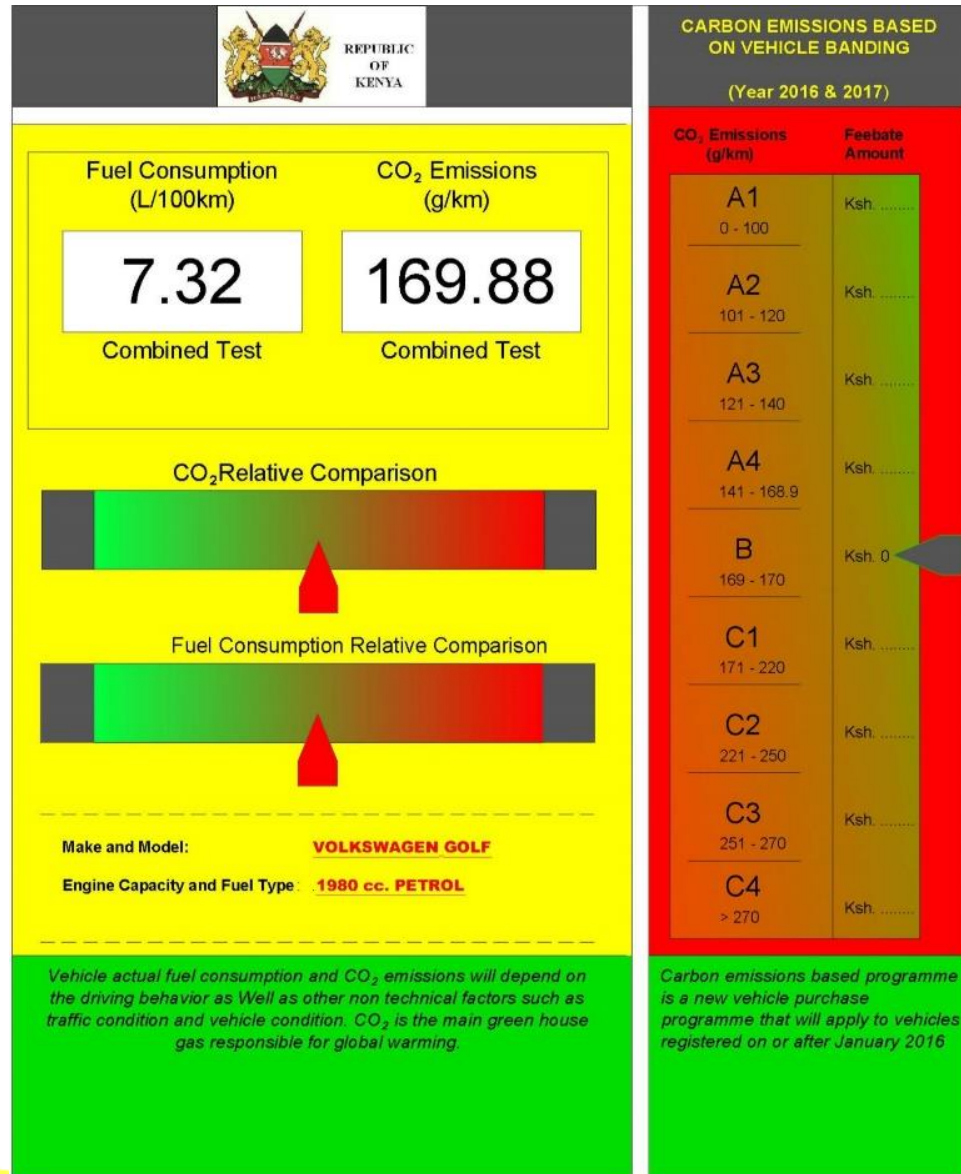 REPUBLIC
OF
KENYA
Fuel Consumption
(L/100km)
7.32
Combined Test
CO₂ Emissions
(g/km)
169.88
Combined Test
CO₂Relative Comparison
Fuel Consumption Relative Comparison
Make and Model: VOLKSWAGEN GOLF
Engine Capacity and Fuel Type: .1980 cc. PETROL
Vehicle actual fuel consumption and CO₂ emissions will depend on
the driving behavior as Well as other non technical factors such as
traffic condition and vehicle condition. CO₂ is the main green house
gas responsible for global warming.
CARBON EMISSIONS BASED
ON VEHICLE BANDING
(Year 2016 & 2017)
CO₂ Emissions
(g/km)
Feebate
Amount
A1 Ksh. ........
0 - 100
A2 Ksh. ........
101 - 120
A3 Ksh. ........
121 - 140
A4 Ksh. ........
141 - 168.9
B Ksh. 0
169 - 170
C1 Ksh. ........
171 - 220
C2 Ksh. ........
221 - 250
C3 Ksh. ........
251 - 270
C4 Ksh. ........
> 270
Carbon emissions based programme
is a new vehicle purchase
programme that will apply to vehicles
registered on or after January 2016